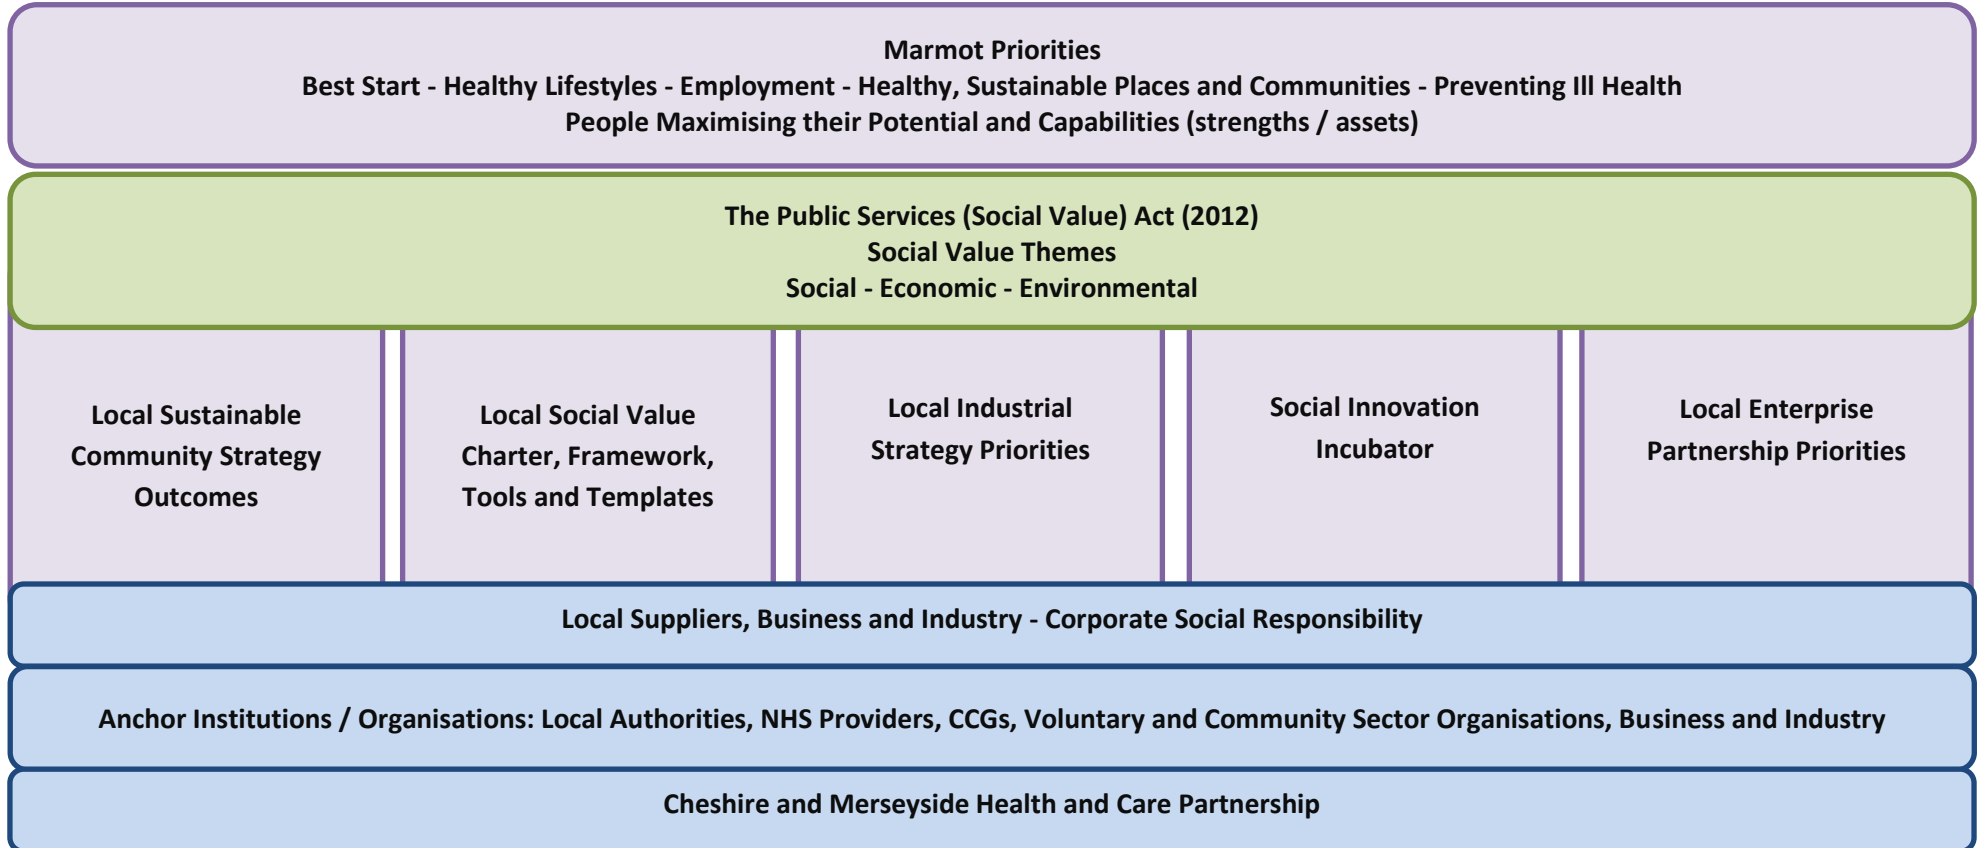 Marmot Priorities
Best Start - Healthy Lifestyles - Employment - Healthy, Sustainable Places and Communities - Preventing Ill Health
People Maximising their Potential and Capabilities (strengths / assets)
The Public Services (Social Value) Act (2012)
Social Value Themes
Social - Economic - Environmental
Local Sustainable
Community Strategy
Outcomes
Local Social Value
Charter, Framework,
Tools and Templates
Local Industrial
Strategy Priorities
Social Innovation
Incubator
Local Enterprise
Partnership Priorities
Local Suppliers, Business and Industry - Corporate Social Responsibility
Anchor Institutions / Organisations: Local Authorities, NHS Providers, CCGs, Voluntary and Community Sector Organisations, Business and Industry
Cheshire and Merseyside Health and Care Partnership